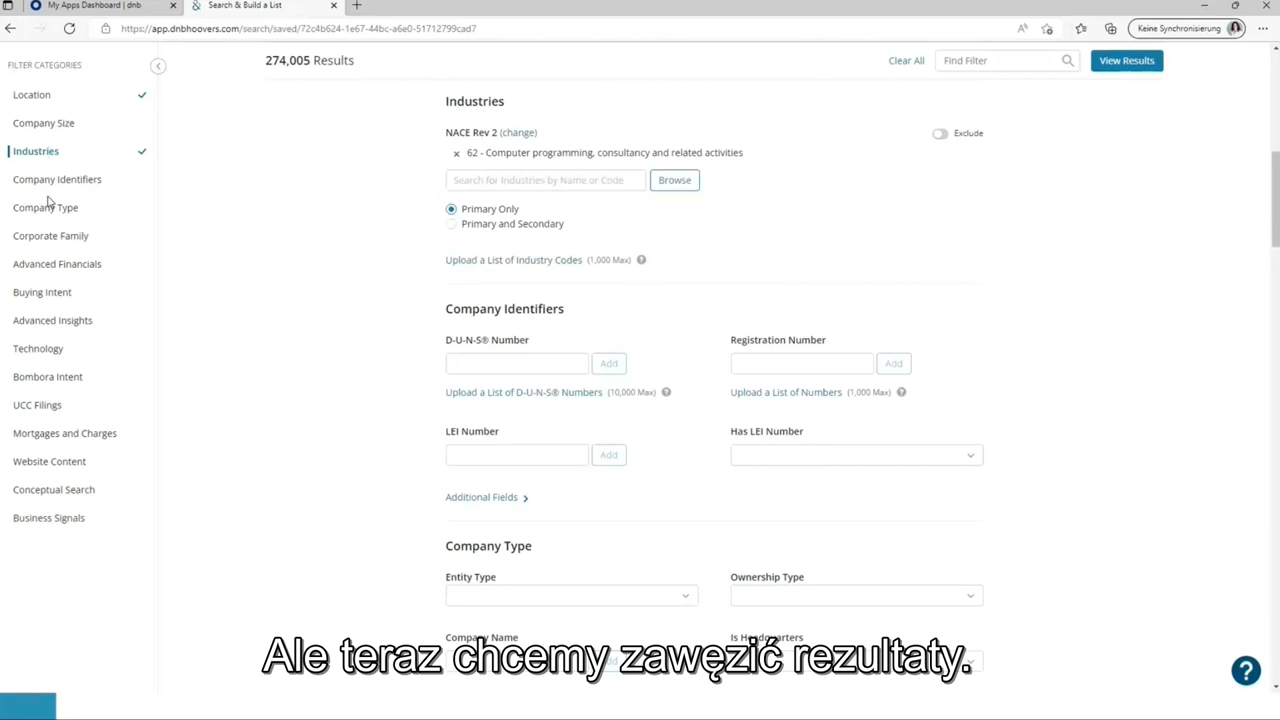 My Apps Dashboard | dnb
Search & Build a List
https://app.dnbhoovers.com/search/saved/72c4b624-1e67-44bc-a6e0-51712799cad7
Keine Synchronisierung
FILTER CATEGORIES
Location
Company Size
Industries
Company Identifiers
Company Type
Corporate Family
Advanced Financials
Buying Intent
Advanced Insights
Technology
Bombora Intent
UCC Filings
Mortgages and Charges
Website Content
Conceptual Search
Business Signals
274,005 Results
Clear All
Find Filter
View Results
Industries
NACE Rev 2 (change)
Exclude
62 - Computer programming, consultancy and related activities
Search for Industries by Name or Code
Browse
Primary Only
Primary and Secondary
Upload a List of Industry Codes (1,000 Max)
Company Identifiers
D-U-N-S® Number
Registration Number
Add
Add
Upload a List of D-U-N-S® Numbers (10,000 Max)
Upload a List of Numbers (1,000 Max)
LEI Number
Has LEI Number
Add
Additional Fields
Company Type
Entity Type
Ownership Type
Company Name
Is Headquarters
Ale teraz chcemy zawęzić rezultaty.